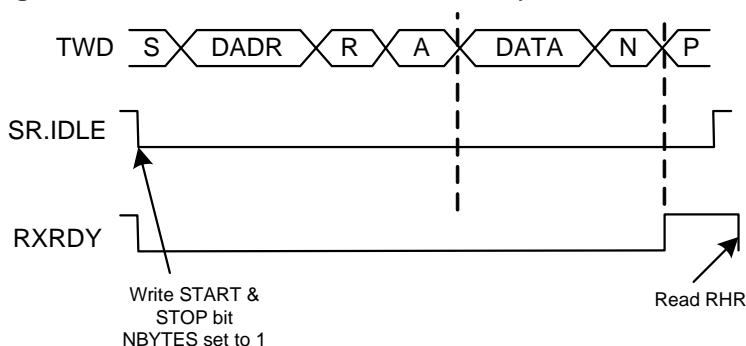 TWD S DADR R A DATA N P
SR.IDLE
RXRDY
Write START &
STOP bit
NBYTES set to 1
Read RHR